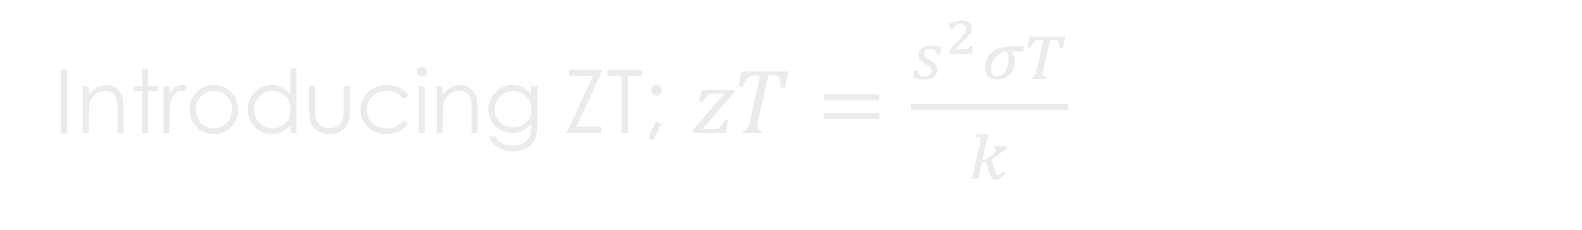 Introducing ZT; zT = s²σT / k